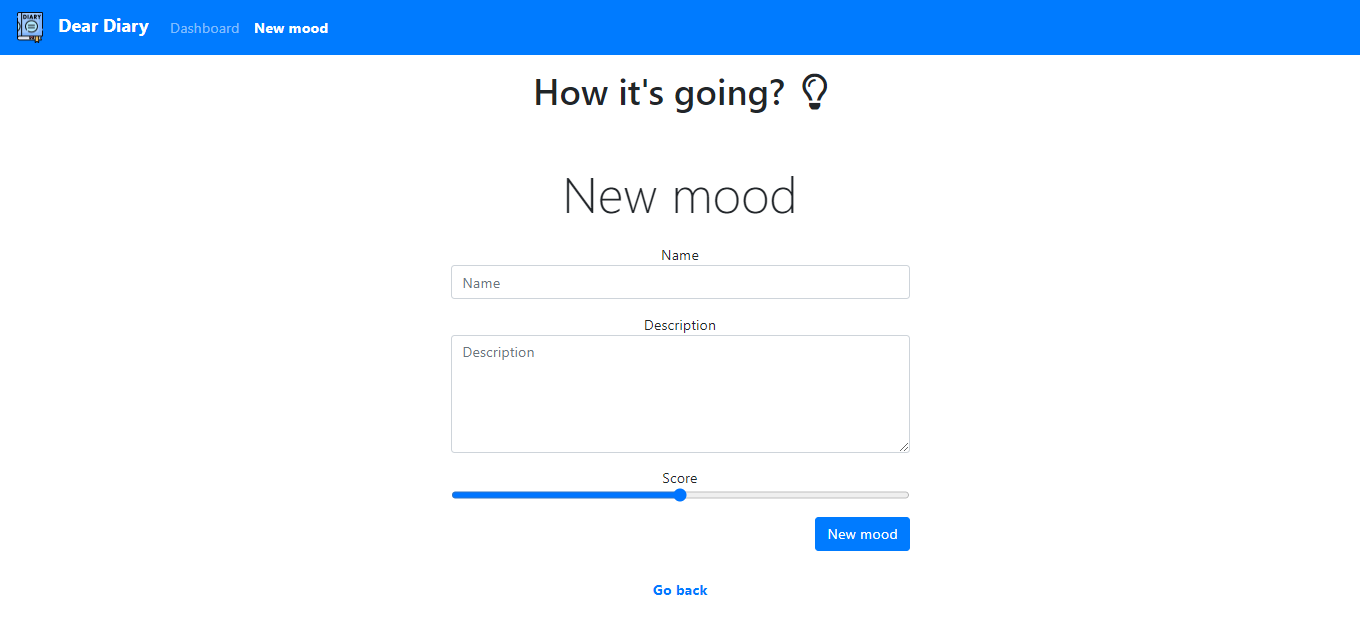 DIARY
Dear Diary Dashboard New mood
How it's going?
New mood
Name
Name
Description
Description
Score
New mood
Go back